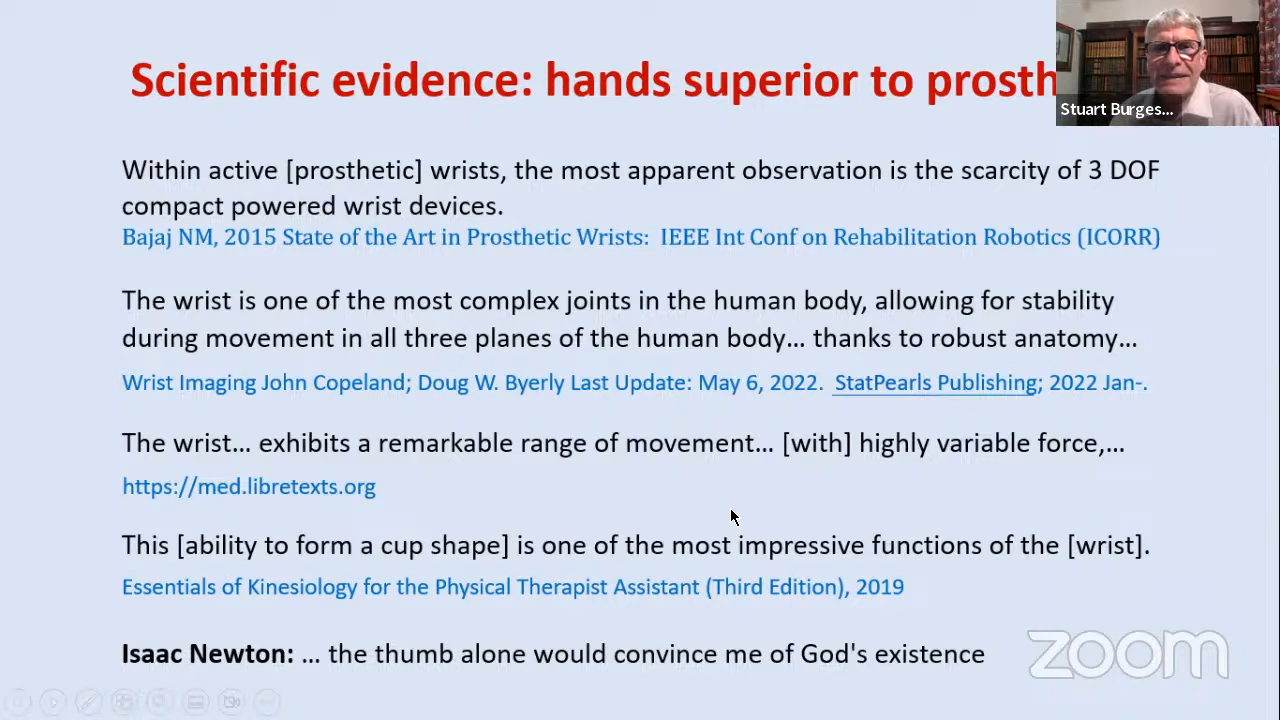 Scientific evidence: hands superior to prosth
Stuart Burges...
Within active [prosthetic] wrists, the most apparent observation is the scarcity of 3 DOF
compact powered wrist devices.
Bajaj NM, 2015 State of the Art in Prosthetic Wrists: IEEE Int Conf on Rehabilitation Robotics (ICORR)
The wrist is one of the most complex joints in the human body, allowing for stability
during movement in all three planes of the human body... thanks to robust anatomy...
Wrist Imaging John Copeland; Doug W. Byerly Last Update: May 6, 2022. StatPearls Publishing; 2022 Jan-.
The wrist... exhibits a remarkable range of movement... [with] highly variable force,...
https://med.libretexts.org
This [ability to form a cup shape] is one of the most impressive functions of the [wrist].
Essentials of Kinesiology for the Physical Therapist Assistant (Third Edition), 2019
Isaac Newton: ... the thumb alone would convince me of God's existence
zoom